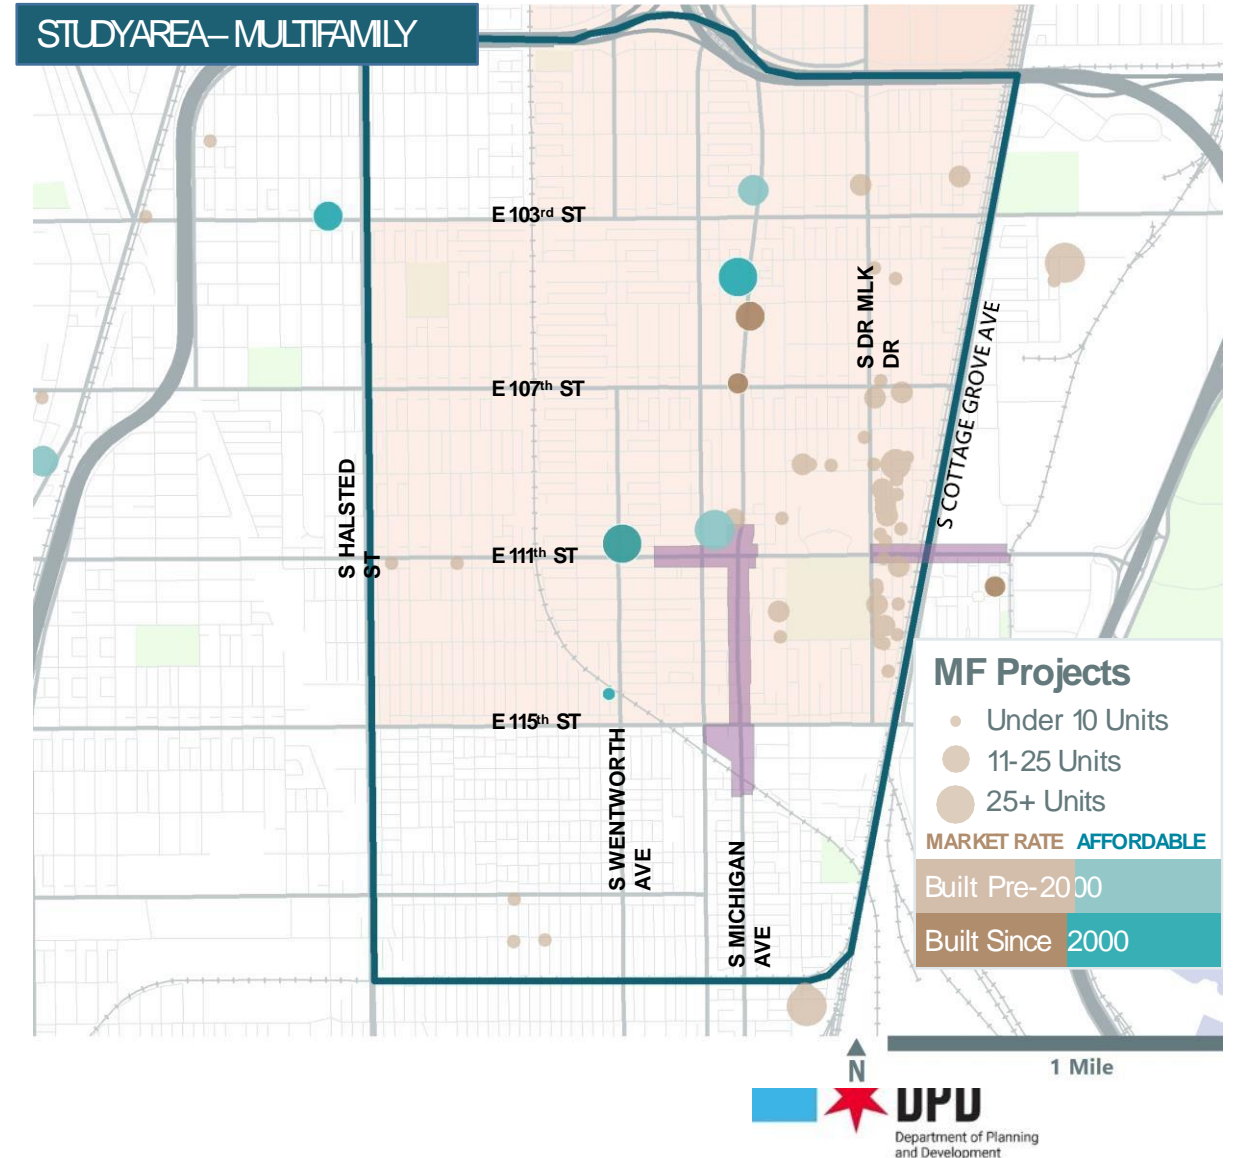 STUDY AREA – MULTIFAMILY
E 103rd ST
S DR MLK
DR
S COTTAGE GROVE AVE
E 107th ST
S HALSTED
ST
E 111th ST
E 115th ST
S WENTWORTH
AVE
S MICHIGAN
AVE
MF Projects
Under 10 Units
11-25 Units
25+ Units
MARKET RATE AFFORDABLE
Built Pre-2000
Built Since 2000
N
1 Mile
DPD
Department of Planning
and Development